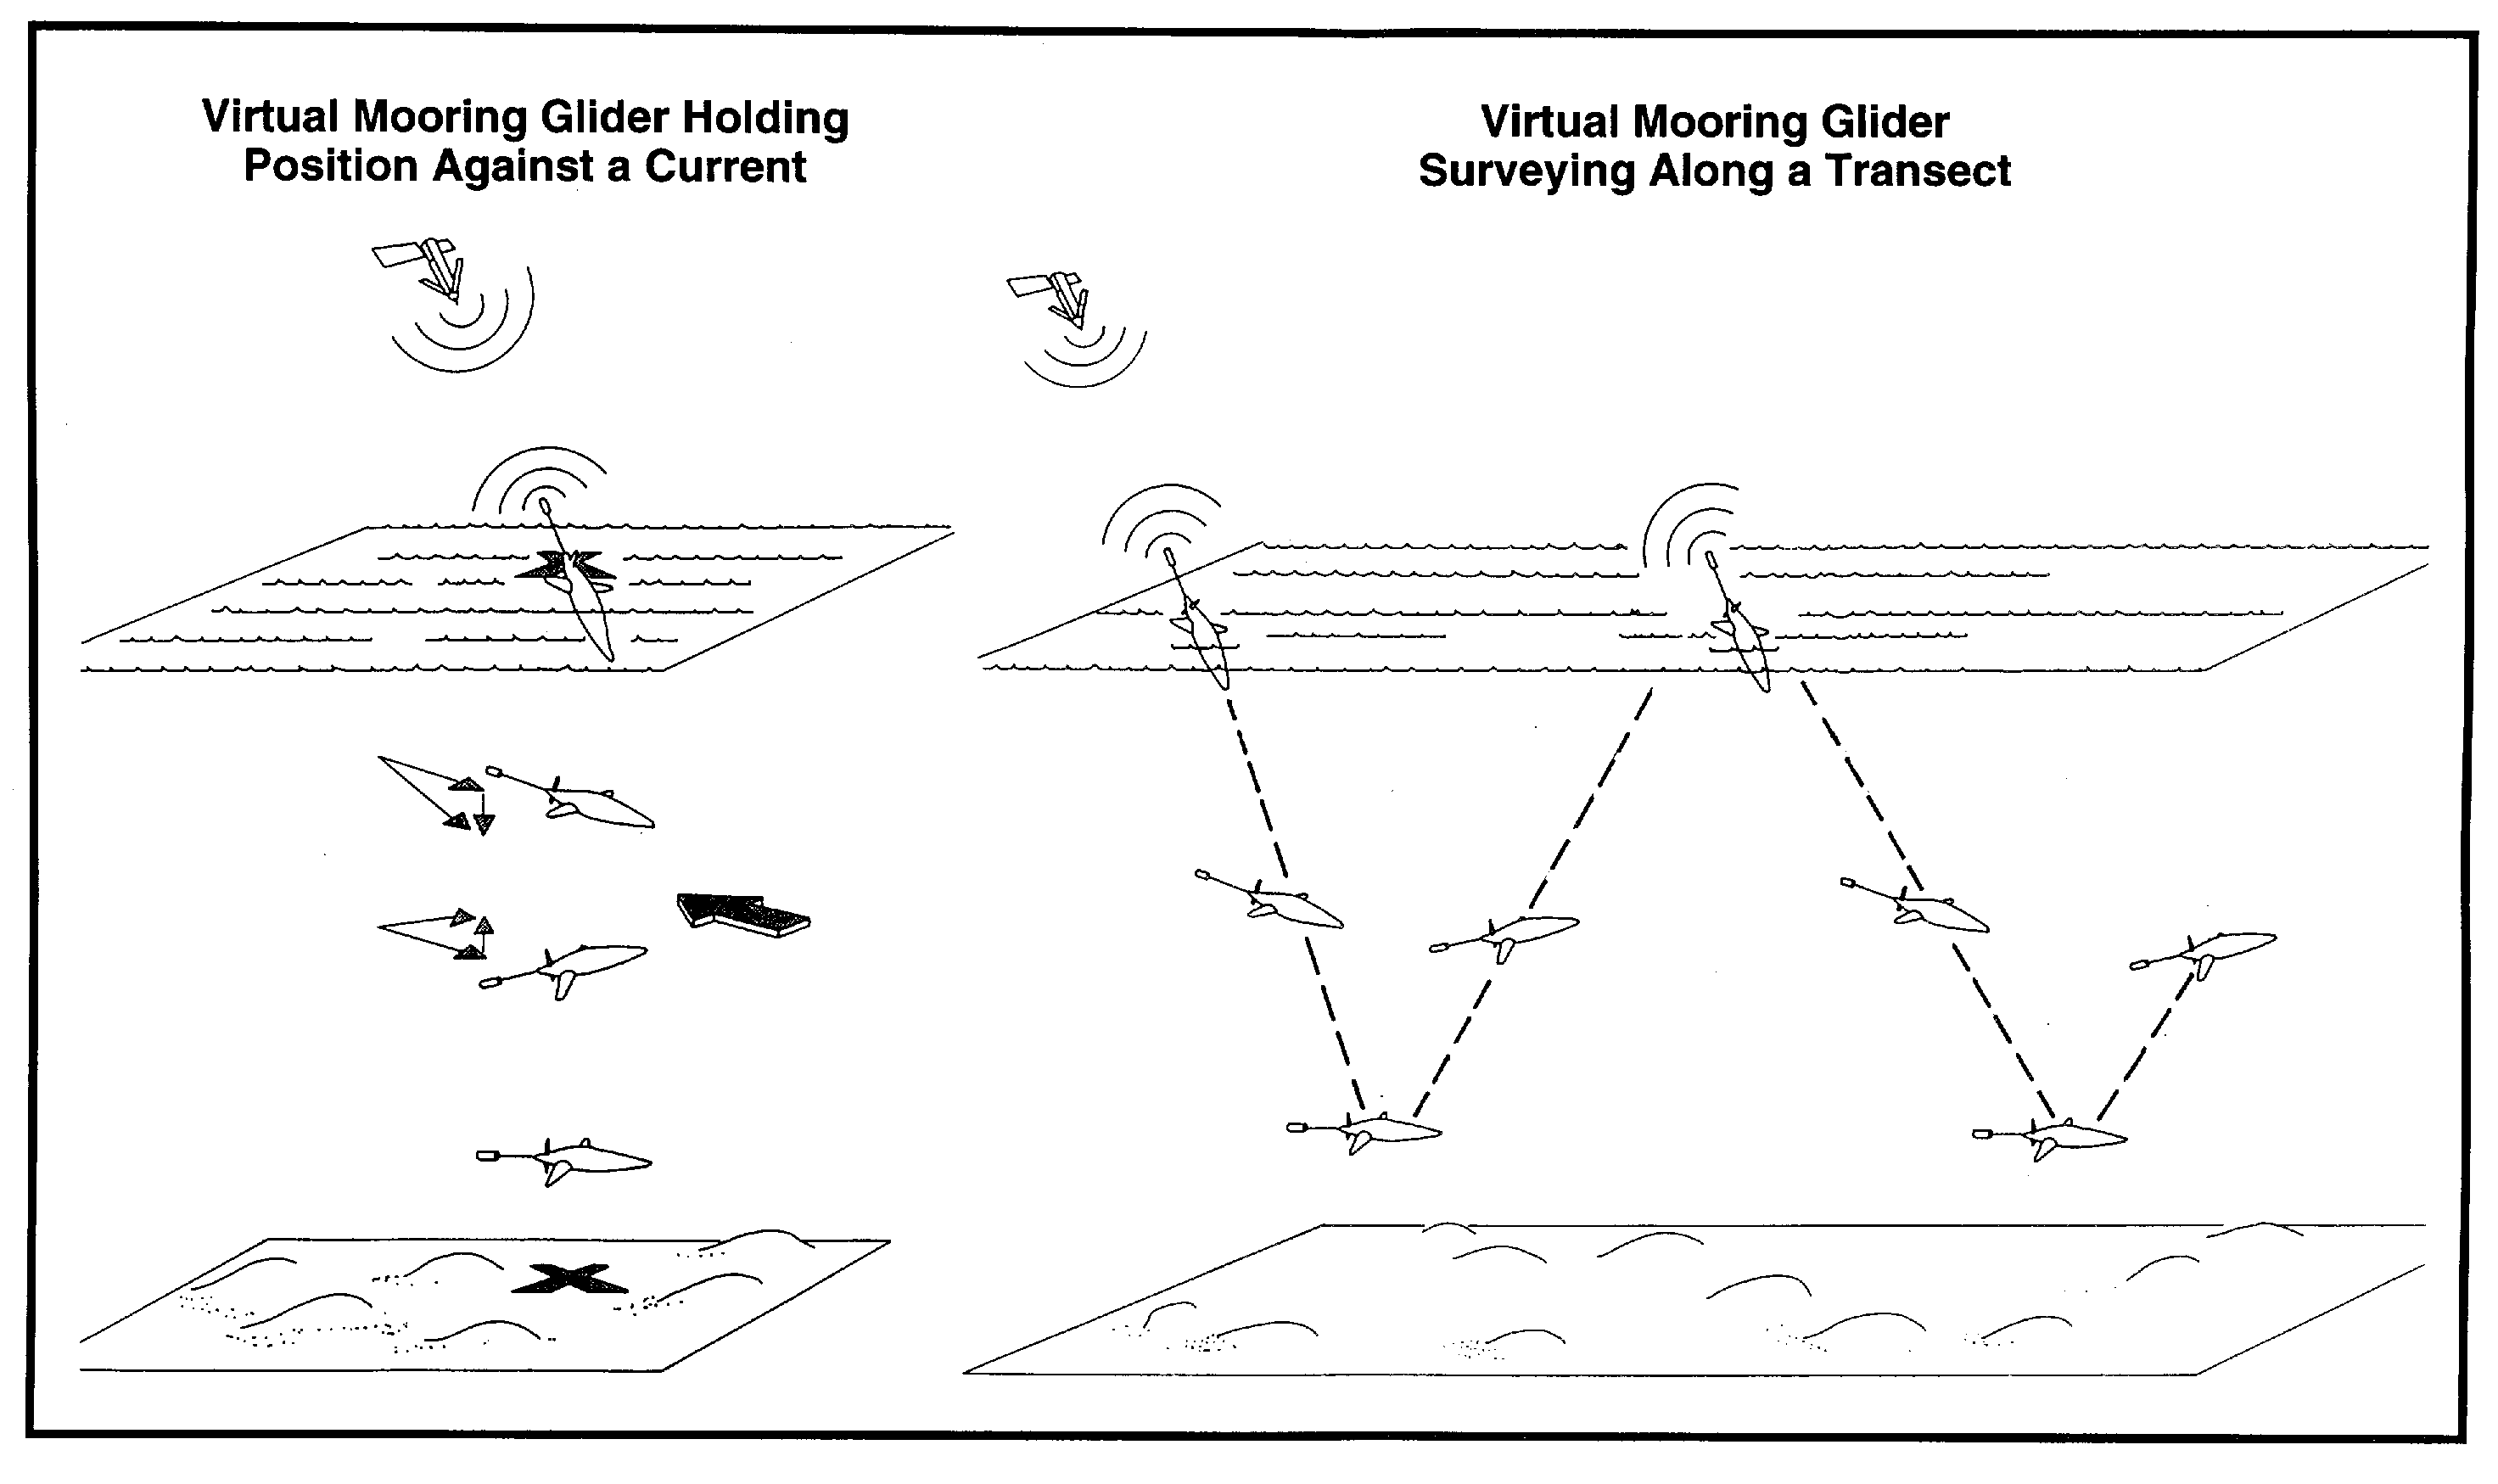 Virtual Mooring Glider Holding
Position Against a Current
Virtual Mooring Glider
Surveying Along a Transect